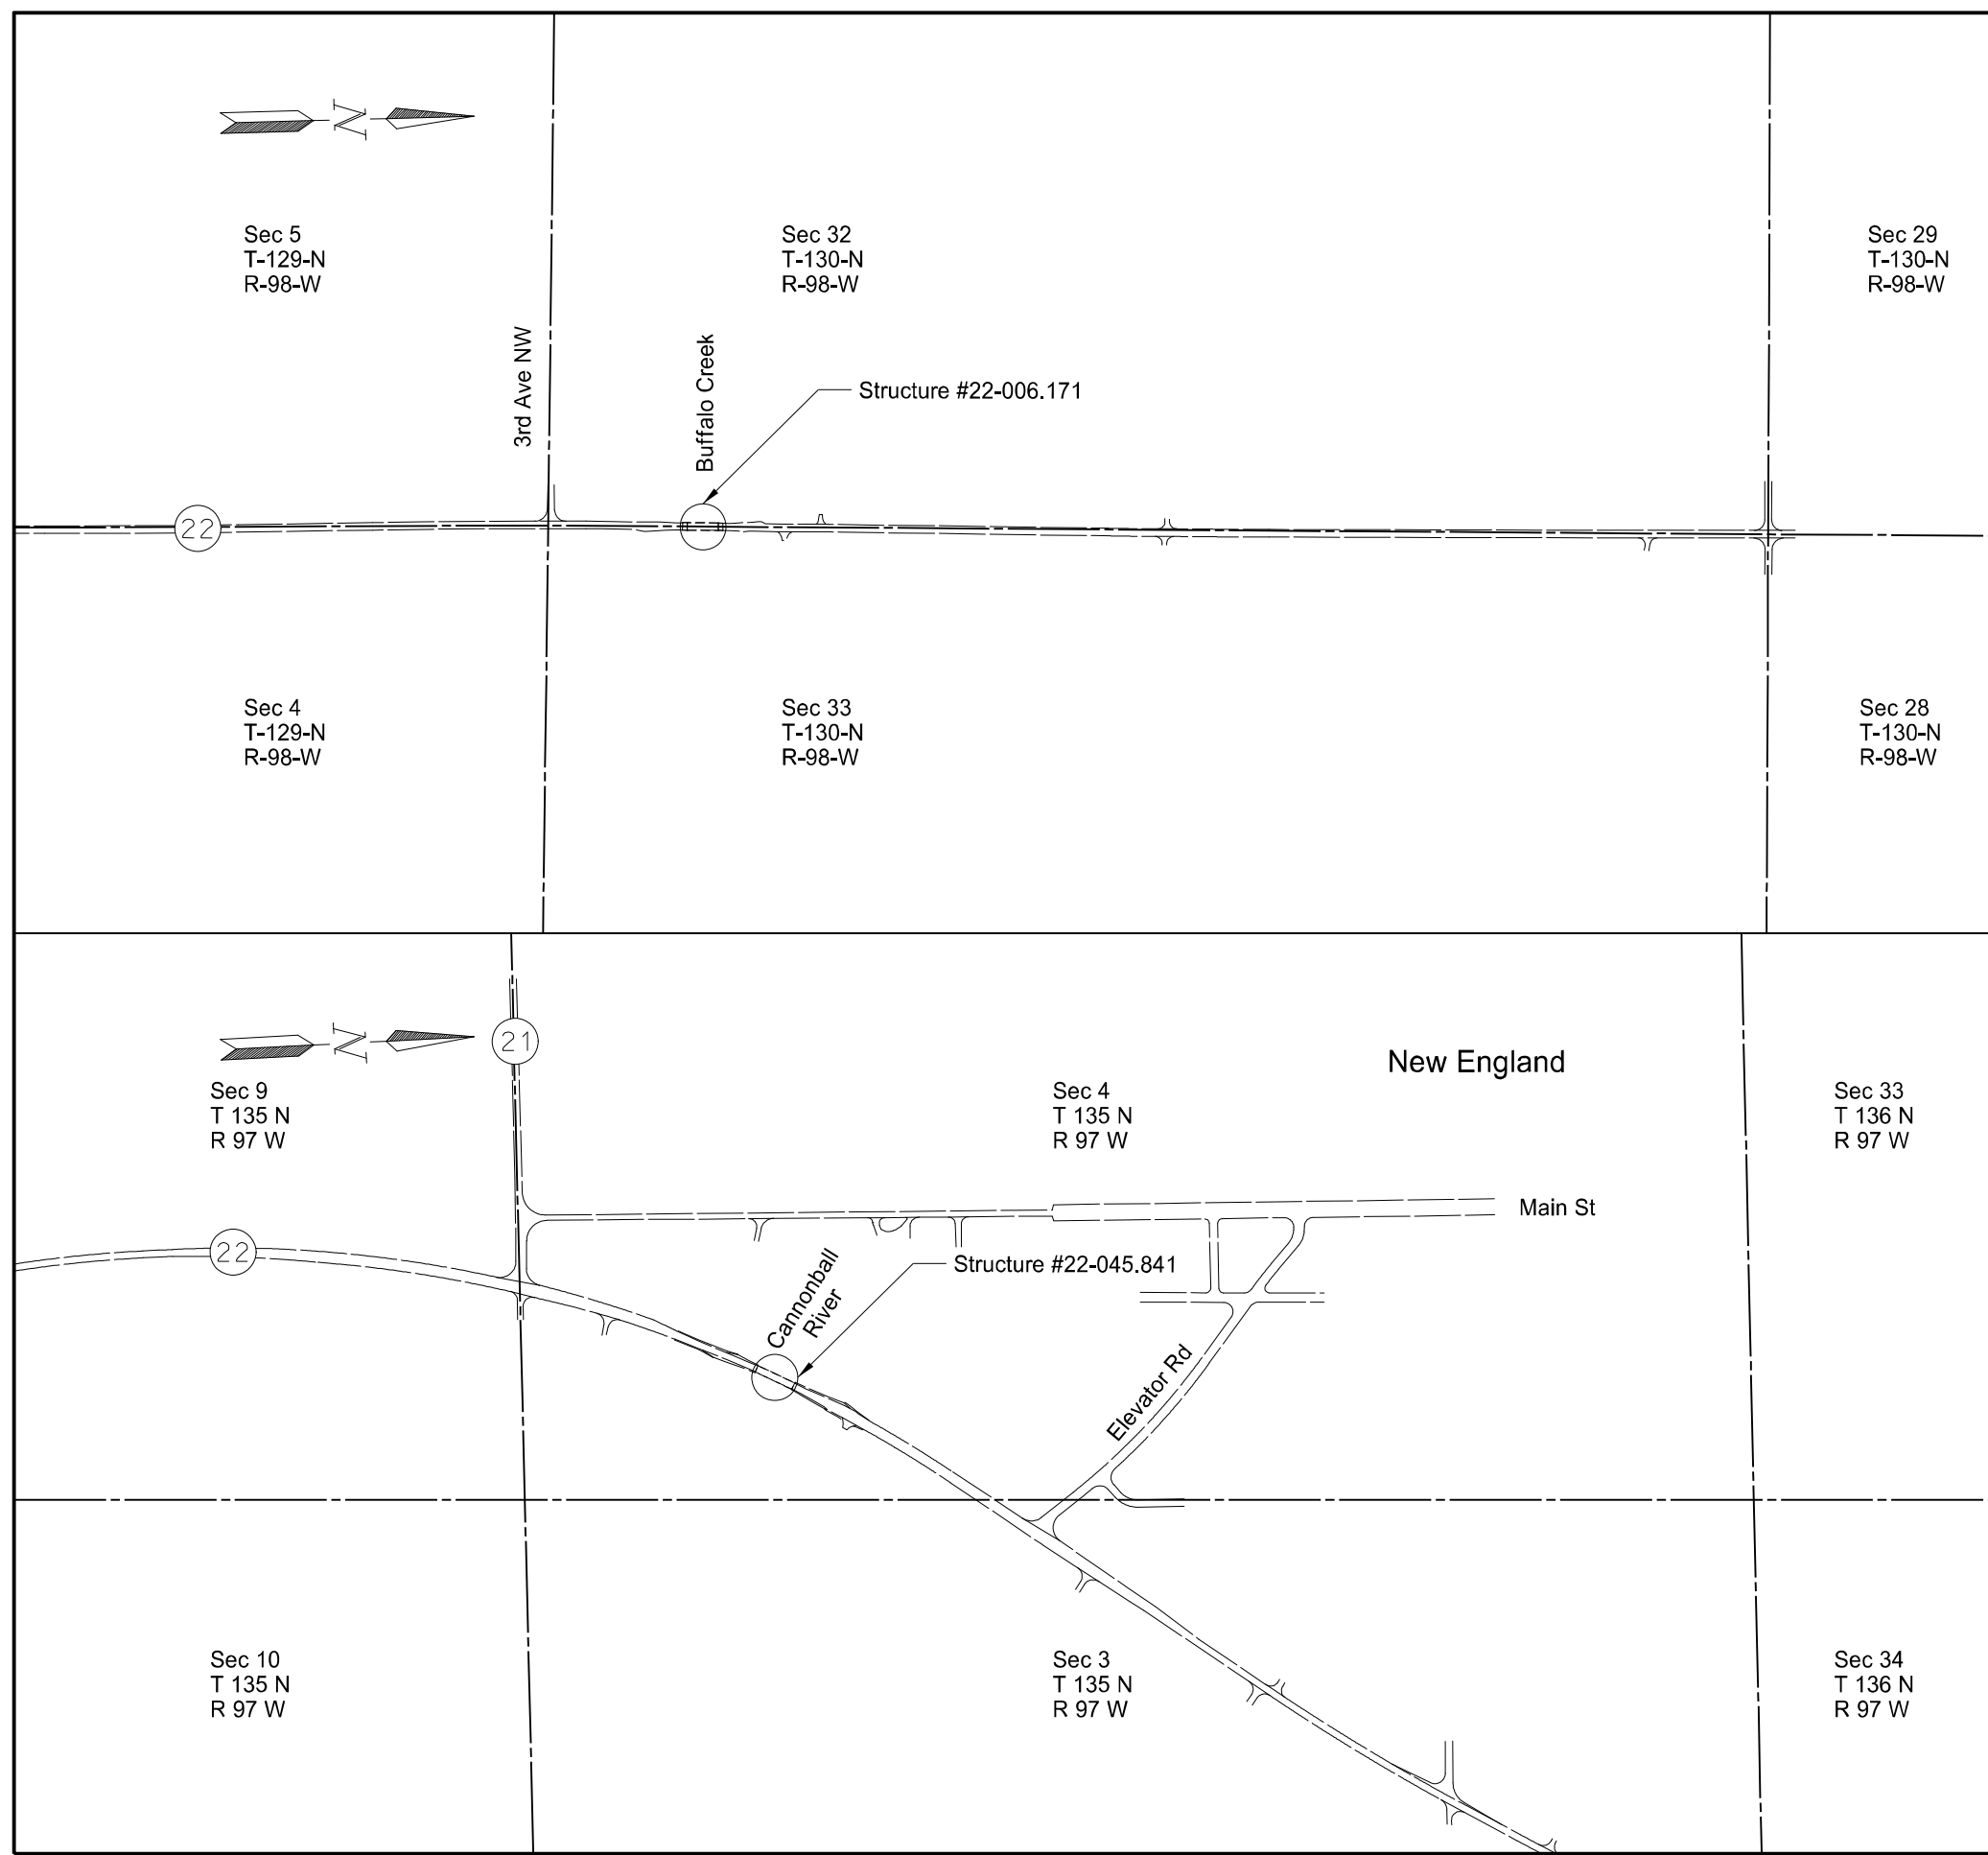 N
Sec 5
T-129-N
R-98-W
Sec 32
T-130-N
R-98-W
Sec 29
T-130-N
R-98-W
3rd Ave NW
Buffalo Creek
Structure #22-006.171
22
Sec 4
T-129-N
R-98-W
Sec 33
T-130-N
R-98-W
Sec 28
T-130-N
R-98-W
N
21
New England
Sec 9
T 135 N
R 97 W
Sec 4
T 135 N
R 97 W
Sec 33
T 136 N
R 97 W
Main St
22
Cannonball
River
Structure #22-045.841
Elevator Rd
Sec 10
T 135 N
R 97 W
Sec 3
T 135 N
R 97 W
Sec 34
T 136 N
R 97 W